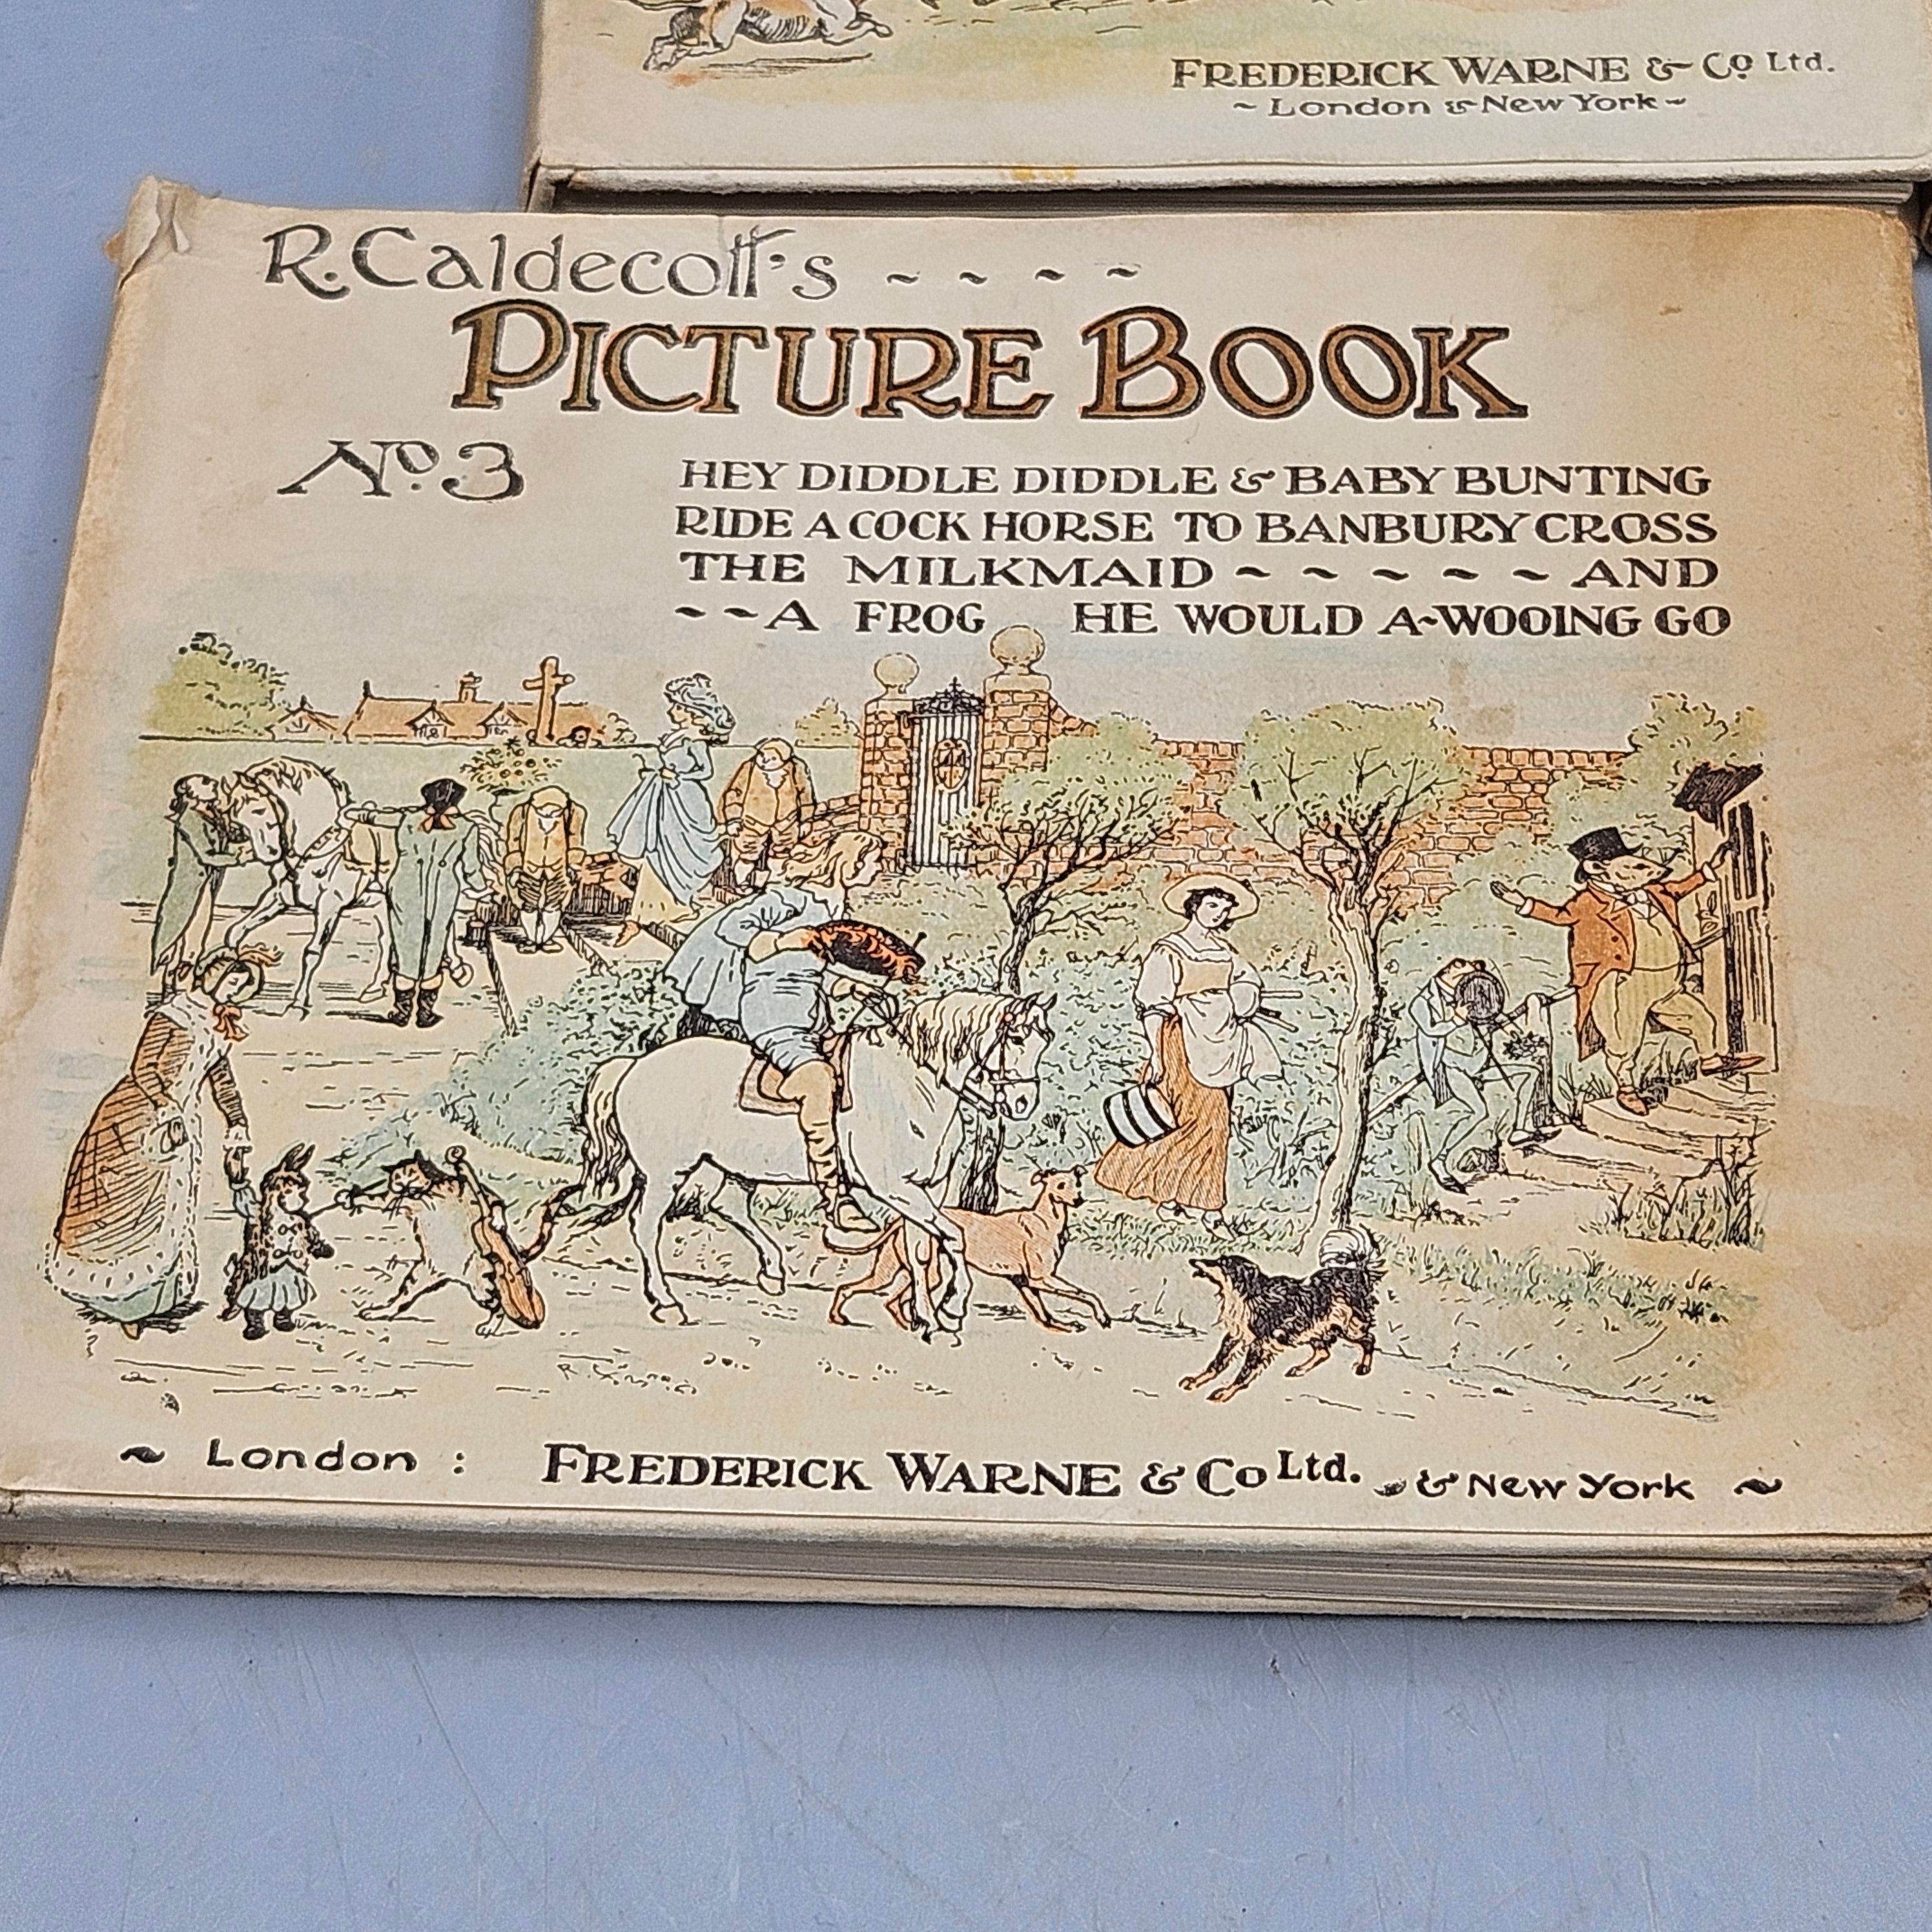 FREDERICK WARNE & Co Ltd.
~ London & New York ~
R. Caldecott's ~ ~ ~ ~
PICTURE BOOK
No. 3
HEY DIDDLE DIDDLE & BABY BUNTING
RIDE A COCK HORSE TO BANBURY CROSS
THE MILKMAID ~ ~ ~ ~ ~ AND
~ ~ A FROG HE WOULD A-WOOING GO
~ London : FREDERICK WARNE & Co Ltd. , & New York ~